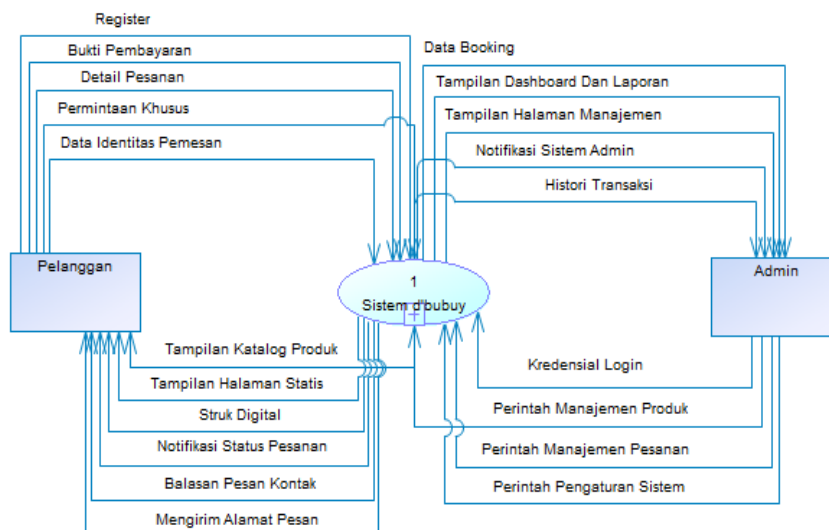 Register
Bukti Pembayaran
Detail Pesanan
Permintaan Khusus
Data Identitas Pemesan
Data Booking
Tampilan Dashboard Dan Laporan
Tampilan Halaman Manajemen
Notifikasi Sistem Admin
Histori Transaksi
Pelanggan
1
Sistem d'bubuy
Admin
Tampilan Katalog Produk
Tampilan Halaman Statis
Struk Digital
Notifikasi Status Pesanan
Balasan Pesan Kontak
Mengirim Alamat Pesan
Kredensial Login
Perintah Manajemen Produk
Perintah Manajemen Pesanan
Perintah Pengaturan Sistem